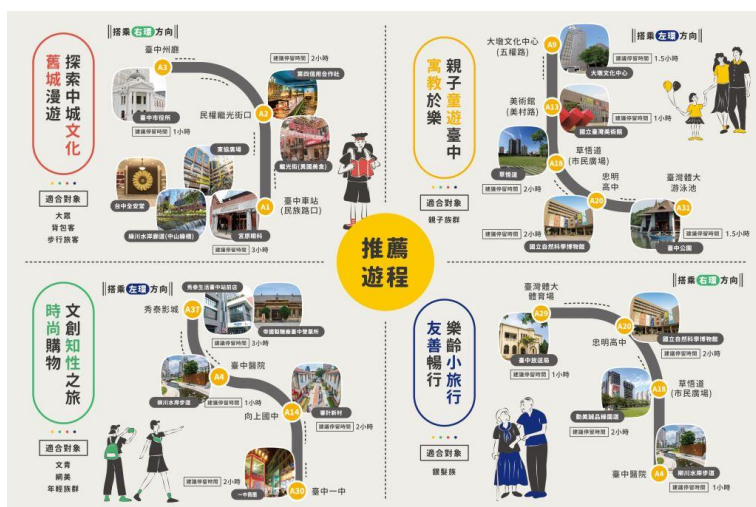 探索中城文化
舊城漫遊
適合對象
大眾
背包客
步行旅客
搭乘右環方向
臺中州廳
A3
臺中市役所
建議停留時間 1小時
建議停留時間 2小時
第四信用合作社
A2
民權繼光街口
繼光街(異國美食)
東協廣場
台中全安堂
綠川水岸廊道(中山綠橋)
宮原眼科
A1
臺中車站
(民族路口)
建議停留時間 3小時
親子童遊臺中
寓教於樂
適合對象
親子族群
搭乘左環方向
大墩文化中心
(五權路)
A9
建議停留時間 1.5小時
大墩文化中心
美術館
(美村路)
A13
國立臺灣美術館
建議停留時間 2小時
草悟道
草悟道
(市民廣場)
A18
建議停留時間 2小時
忠明
高中
A20
國立自然科學博物館
建議停留時間 2小時
臺灣體大
游泳池
A31
臺中公園
建議停留時間 1.5小時
推薦
遊程
文創知性之旅
時尚購物
適合對象
文青
網美
年輕族群
搭乘左環方向
秀泰影城
A37
秀泰生活臺中站前店
帝國製糖廠臺中營業所
建議停留時間 3小時
臺中醫院
A4
柳川水岸步道
建議停留時間 1小時
向上國中
A14
審計新村
建議停留時間 2小時
建議停留時間 2小時
一中商圈
A30
臺中一中
樂齡小旅行
友善暢行
適合對象
銀髮族
搭乘右環方向
臺灣體大
體育場
A29
臺中放送局
建議停留時間 1小時
A20
忠明高中
國立自然科學博物館
建議停留時間 2小時
A18
草悟道
(市民廣場)
勤美誠品綠園道
建議停留時間 2小時
臺中醫院
A4
柳川水岸步道
建議停留時間 1小時